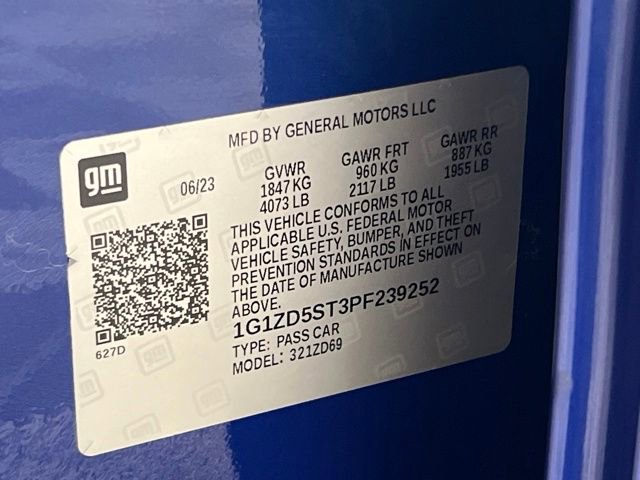 MFD BY GENERAL MOTORS LLC
gm
06/23
GVWR GAWR FRT GAWR RR
1847 KG 960 KG 887 KG
4073 LB 2117 LB 1955 LB
THIS VEHICLE CONFORMS TO ALL
APPLICABLE U.S. FEDERAL MOTOR
VEHICLE SAFETY, BUMPER, AND THEFT
PREVENTION STANDARDS IN EFFECT ON
THE DATE OF MANUFACTURE SHOWN
ABOVE.
1G1ZD5ST3PF239252
TYPE: PASS CAR
MODEL: 321ZD69
627D